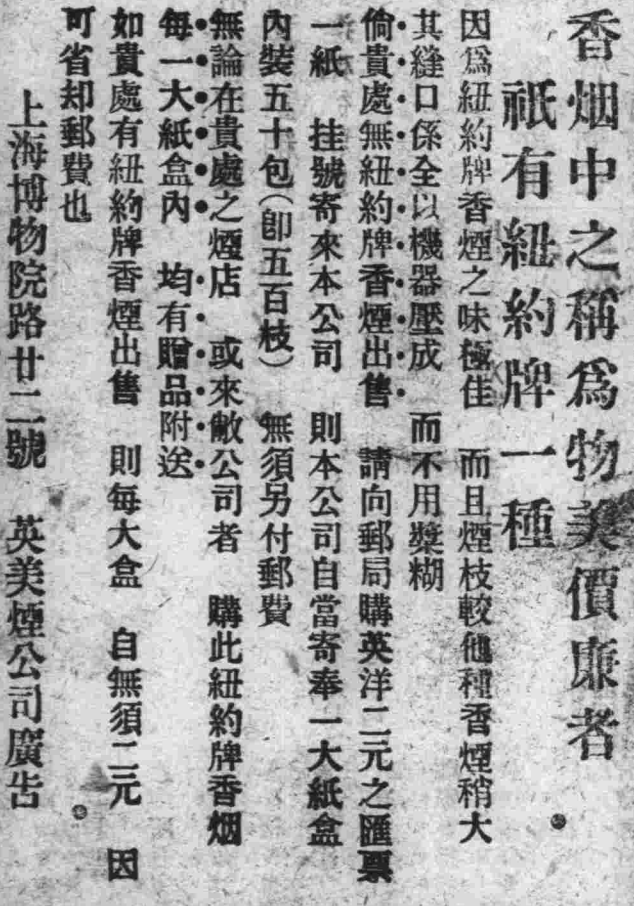 香烟中之稱爲物美價廉者
祇有紐約牌一種
因爲紐約牌香煙之味極佳 而且煙枝較他種香煙稍大
其縫口係全以機器壓成 而不用漿糊
倘貴處無紐約牌香煙出售 請向郵局購英洋二元之匯票
一紙 挂號寄來本公司 則本公司自當寄奉一大紙盒
內裝五十包(卽五百枝) 無須另付郵費
無論在貴處之煙店 或來敝公司者 購此紐約牌香烟
每一大紙盒內 均有贈品附送
如貴處有紐約牌香煙出售 則每大盒 自無須二元 因
可省却郵費也
上海博物院路廿二號 英美煙公司廣告